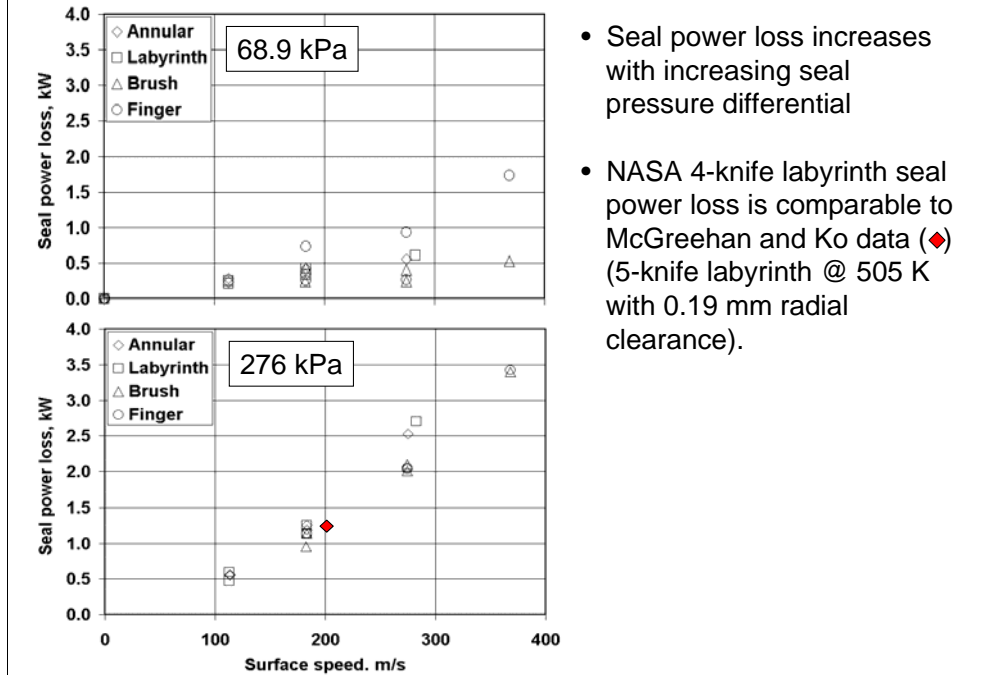 4.0
3.5
3.0
2.5
2.0
1.5
1.0
0.5
0.0
Seal power loss, kW
Annular
Labyrinth
Brush
Finger
68.9 kPa
4.0
3.5
3.0
2.5
2.0
1.5
1.0
0.5
0.0
Seal power loss, kW
Annular
Labyrinth
Brush
Finger
276 kPa
0 100 200 300 400
Surface speed. m/s
• Seal power loss increases
with increasing seal
pressure differential
• NASA 4-knife labyrinth seal
power loss is comparable to
McGreehan and Ko data (◆)
(5-knife labyrinth @ 505 K
with 0.19 mm radial
clearance).